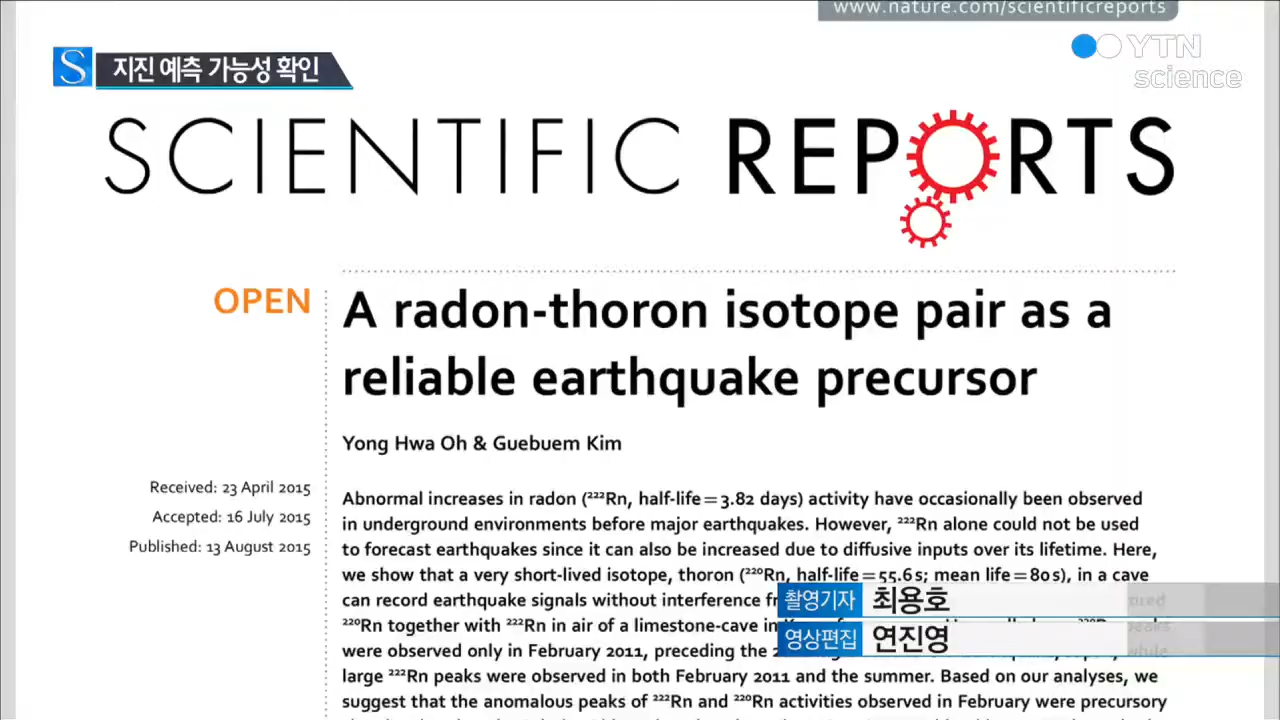 www.nature.com/scientificreports
S 지진 예측 가능성 확인
YTN
science
SCIENTIFIC REPORTS
OPEN
A radon-thoron isotope pair as a
reliable earthquake precursor
Yong Hwa Oh & Guebuem Kim
Received: 23 April 2015
Accepted: 16 July 2015
Published: 13 August 2015
Abnormal increases in radon (²²²Rn, half-life = 3.82 days) activity have occasionally been observed
in underground environments before major earthquakes. However, ²²²Rn alone could not be used
to forecast earthquakes since it can also be increased due to diffusive inputs over its lifetime. Here,
we show that a very short-lived isotope, thoron (²²⁰Rn, half-life = 55.6 s; mean life = 80 s), in a cave
can record earthquake signals without interference
²²⁰Rn together with ²²²Rn in air of a limestone-cave in
were observed only in February 2011, preceding the
large ²²²Rn peaks were observed in both February 2011 and the summer. Based on our analyses, we
suggest that the anomalous peaks of ²²²Rn and ²²⁰Rn activities observed in February were precursory
촬영기자 최용호
영상편집 연진영